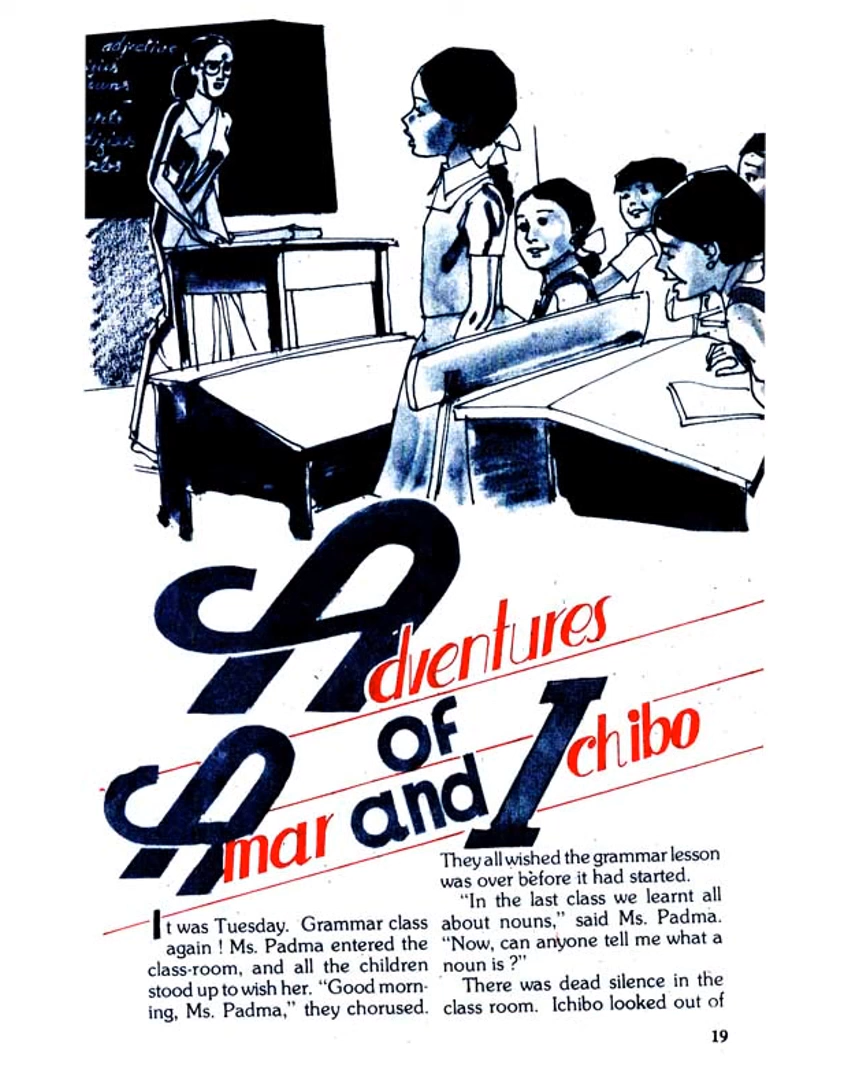 adjective
Adventures
of
Amar and Ichibo
It was Tuesday. Grammar class
again ! Ms. Padma entered the
class-room, and all the children
stood up to wish her. “Good morn-
ing, Ms. Padma,” they chorused.
They all wished the grammar lesson
was over before it had started.
“In the last class we learnt all
about nouns,” said Ms. Padma.
“Now, can anyone tell me what a
noun is ?”
There was dead silence in the
class room. Ichibo looked out of
19